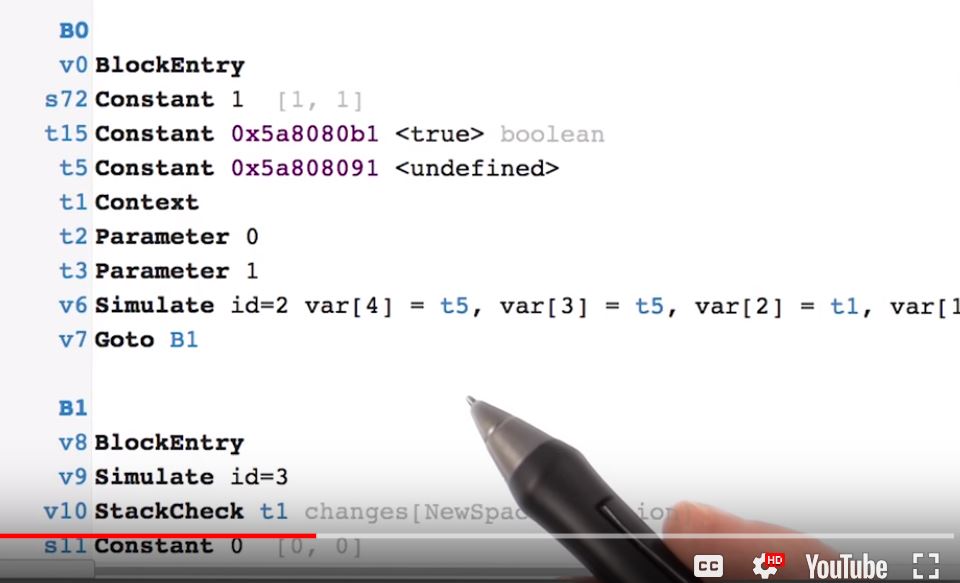 B0
v0 BlockEntry
s72 Constant 1 [1, 1]
t15 Constant 0x5a8080b1 <true> boolean
t5 Constant 0x5a808091 <undefined>
t1 Context
t2 Parameter 0
t3 Parameter 1
v6 Simulate id=2 var[4] = t5, var[3] = t5, var[2] = t1, var[1
v7 Goto B1
B1
v8 BlockEntry
v9 Simulate id=3
v10 StackCheck t1
s11 Constant 0 [0, 0]
CC HD YouTube